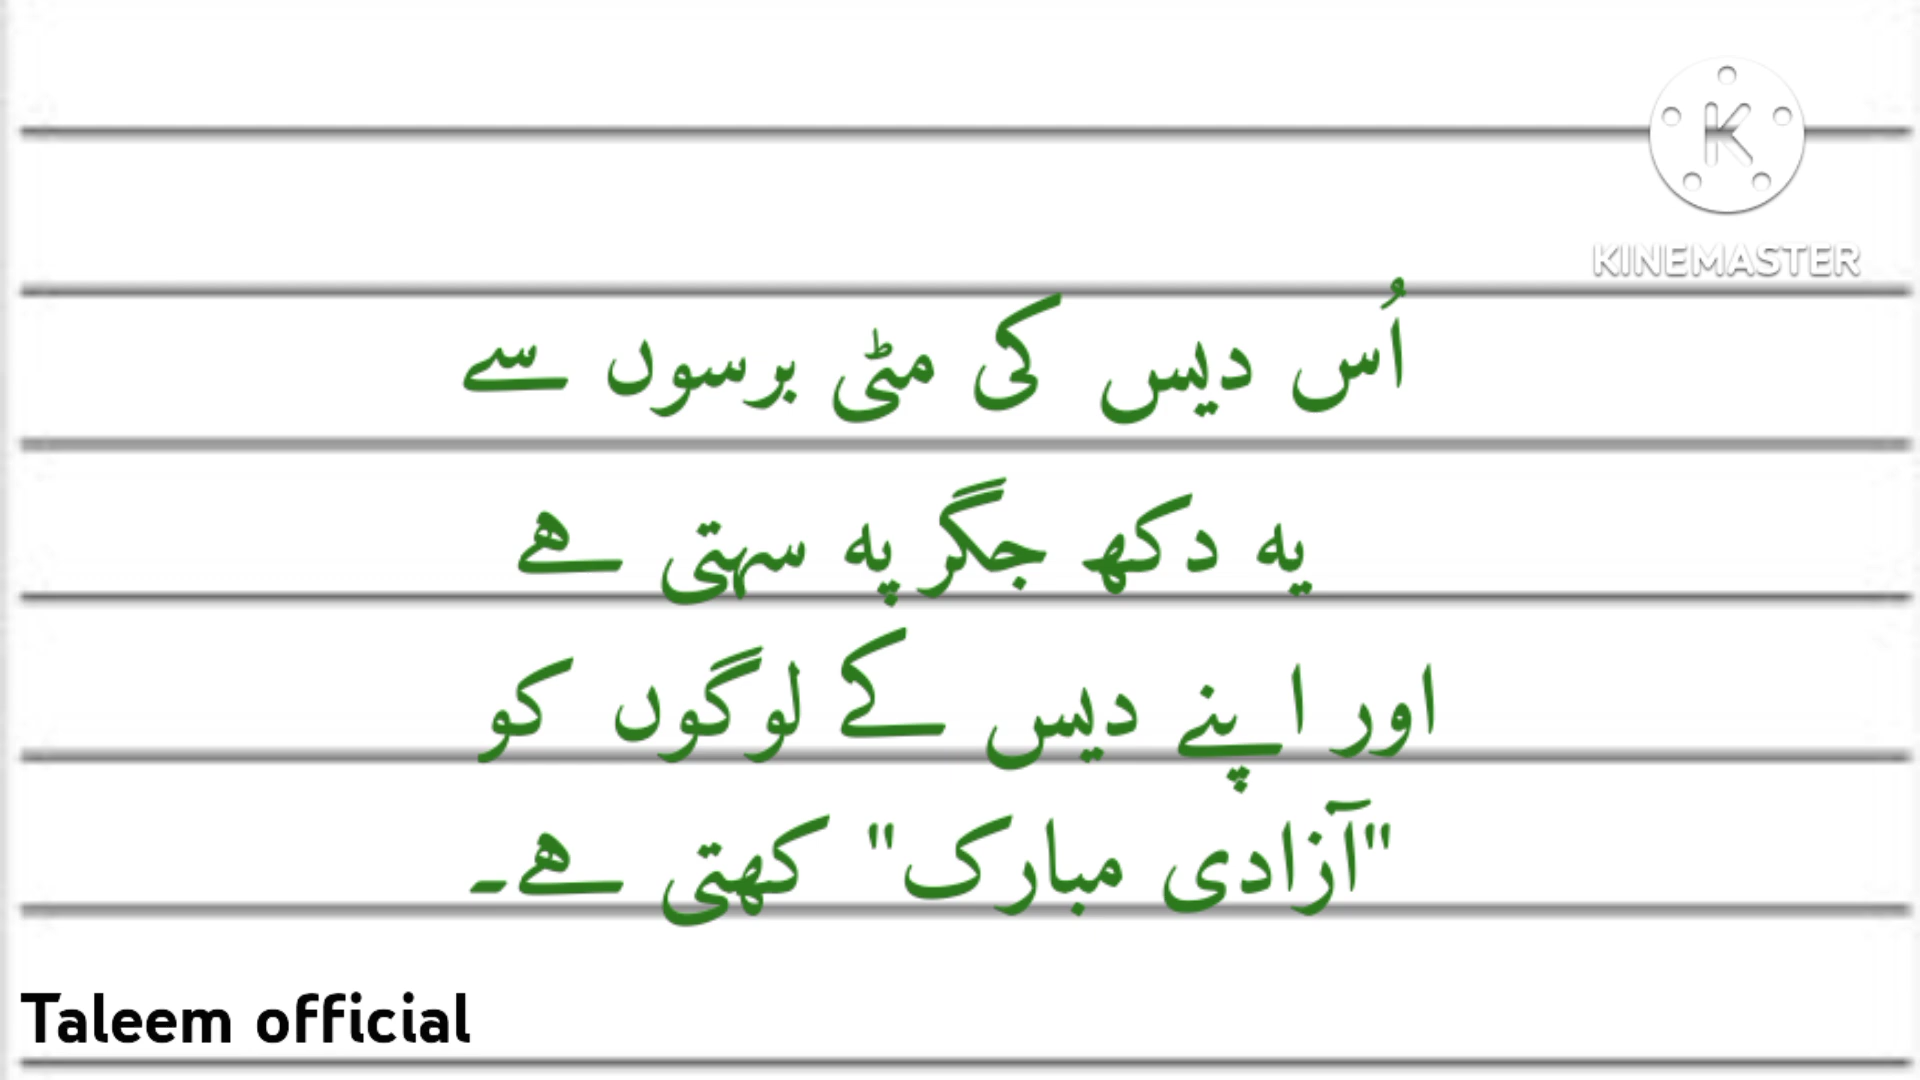 KINEMASTER
اُس دیس کی مٹی برسوں سے
یہ دکھ جگر پہ سہتی ہے
اور اپنے دیس کے لوگوں کو
"آزادی مبارک" کہتی ہے۔
Taleem official